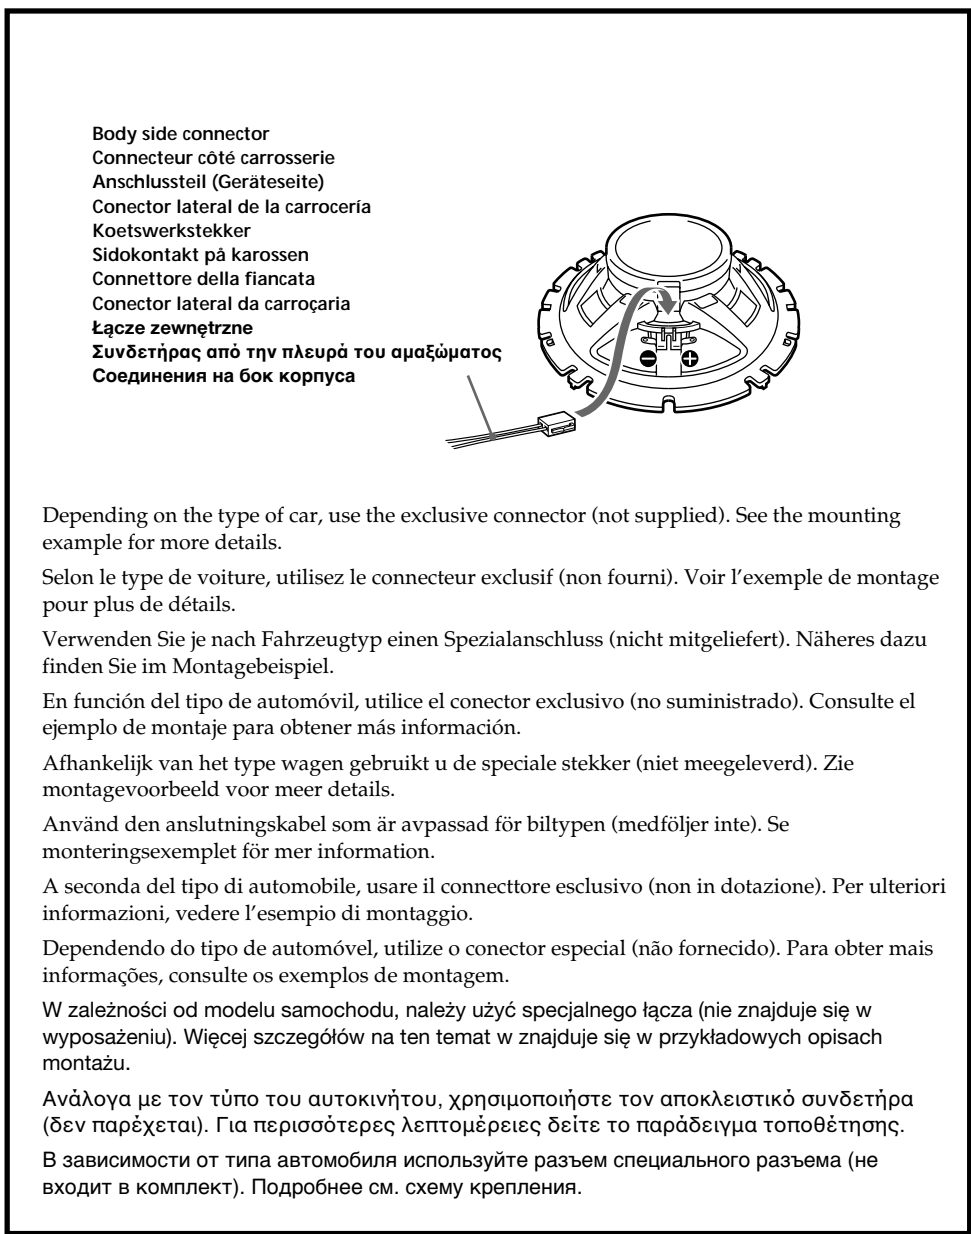 Body side connector
Connecteur côté carrosserie
Anschlussteil (Geräteseite)
Conector lateral de la carrocería
Koetswerkstekker
Sidokontakt på karossen
Connettore della fiancata
Conector lateral da carroçaria
Łącze zewnętrzne
Συνδετήρας από την πλευρά του αμαξώματος
Соединения на бок корпуса
Depending on the type of car, use the exclusive connector (not supplied). See the mounting
example for more details.
Selon le type de voiture, utilisez le connecteur exclusif (non fourni). Voir l’exemple de montage
pour plus de détails.
Verwenden Sie je nach Fahrzeugtyp einen Spezialanschluss (nicht mitgeliefert). Näheres dazu
finden Sie im Montagebeispiel.
En función del tipo de automóvil, utilice el conector exclusivo (no suministrado). Consulte el
ejemplo de montaje para obtener más información.
Afhankelijk van het type wagen gebruikt u de speciale stekker (niet meegeleverd). Zie
montagevoorbeeld voor meer details.
Använd den anslutningskabel som är avpassad för biltypen (medföljer inte). Se
monteringsexemplet för mer information.
A seconda del tipo di automobile, usare il connecttore esclusivo (non in dotazione). Per ulteriori
informazioni, vedere l’esempio di montaggio.
Dependendo do tipo de automóvel, utilize o conector especial (não fornecido). Para obter mais
informações, consulte os exemplos de montagem.
W zależności od modelu samochodu, należy użyć specjalnego łącza (nie znajduje się w
wyposażeniu). Więcej szczegółów na ten temat w znajduje się w przykładowych opisach
montażu.
Ανάλογα με τον τύπο του αυτοκινήτου, χρησιμοποιήστε τον αποκλειστικό συνδετήρα
(δεν παρέχεται). Για περισσότερες λεπτομέρειες δείτε το παράδειγμα τοποθέτησης.
В зависимости от типа автомобиля используйте разъем специального разъема (не
входит в комплект). Подробнее см. схему крепления.